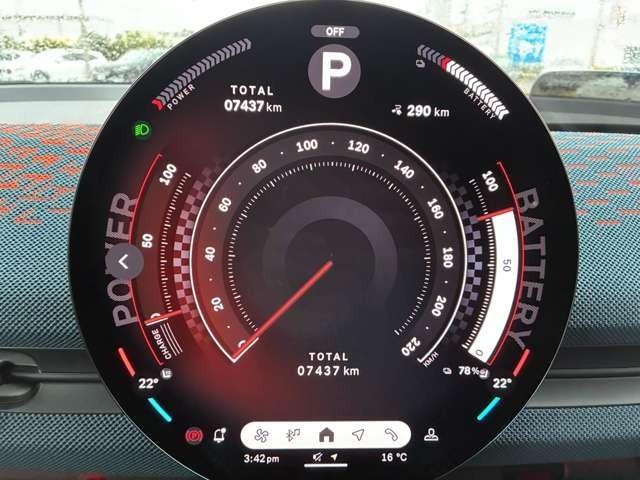 OFF
P
POWER
BATTERY
TOTAL
07437 km
290 km
100
50
0
CHARGE
POWER
0
20
40
60
80
100
120
140
160
180
200
220
km/h
100
50
0
BATTERY
TOTAL
07437 km
78%
22°
22°
3:42 pm
16 °C